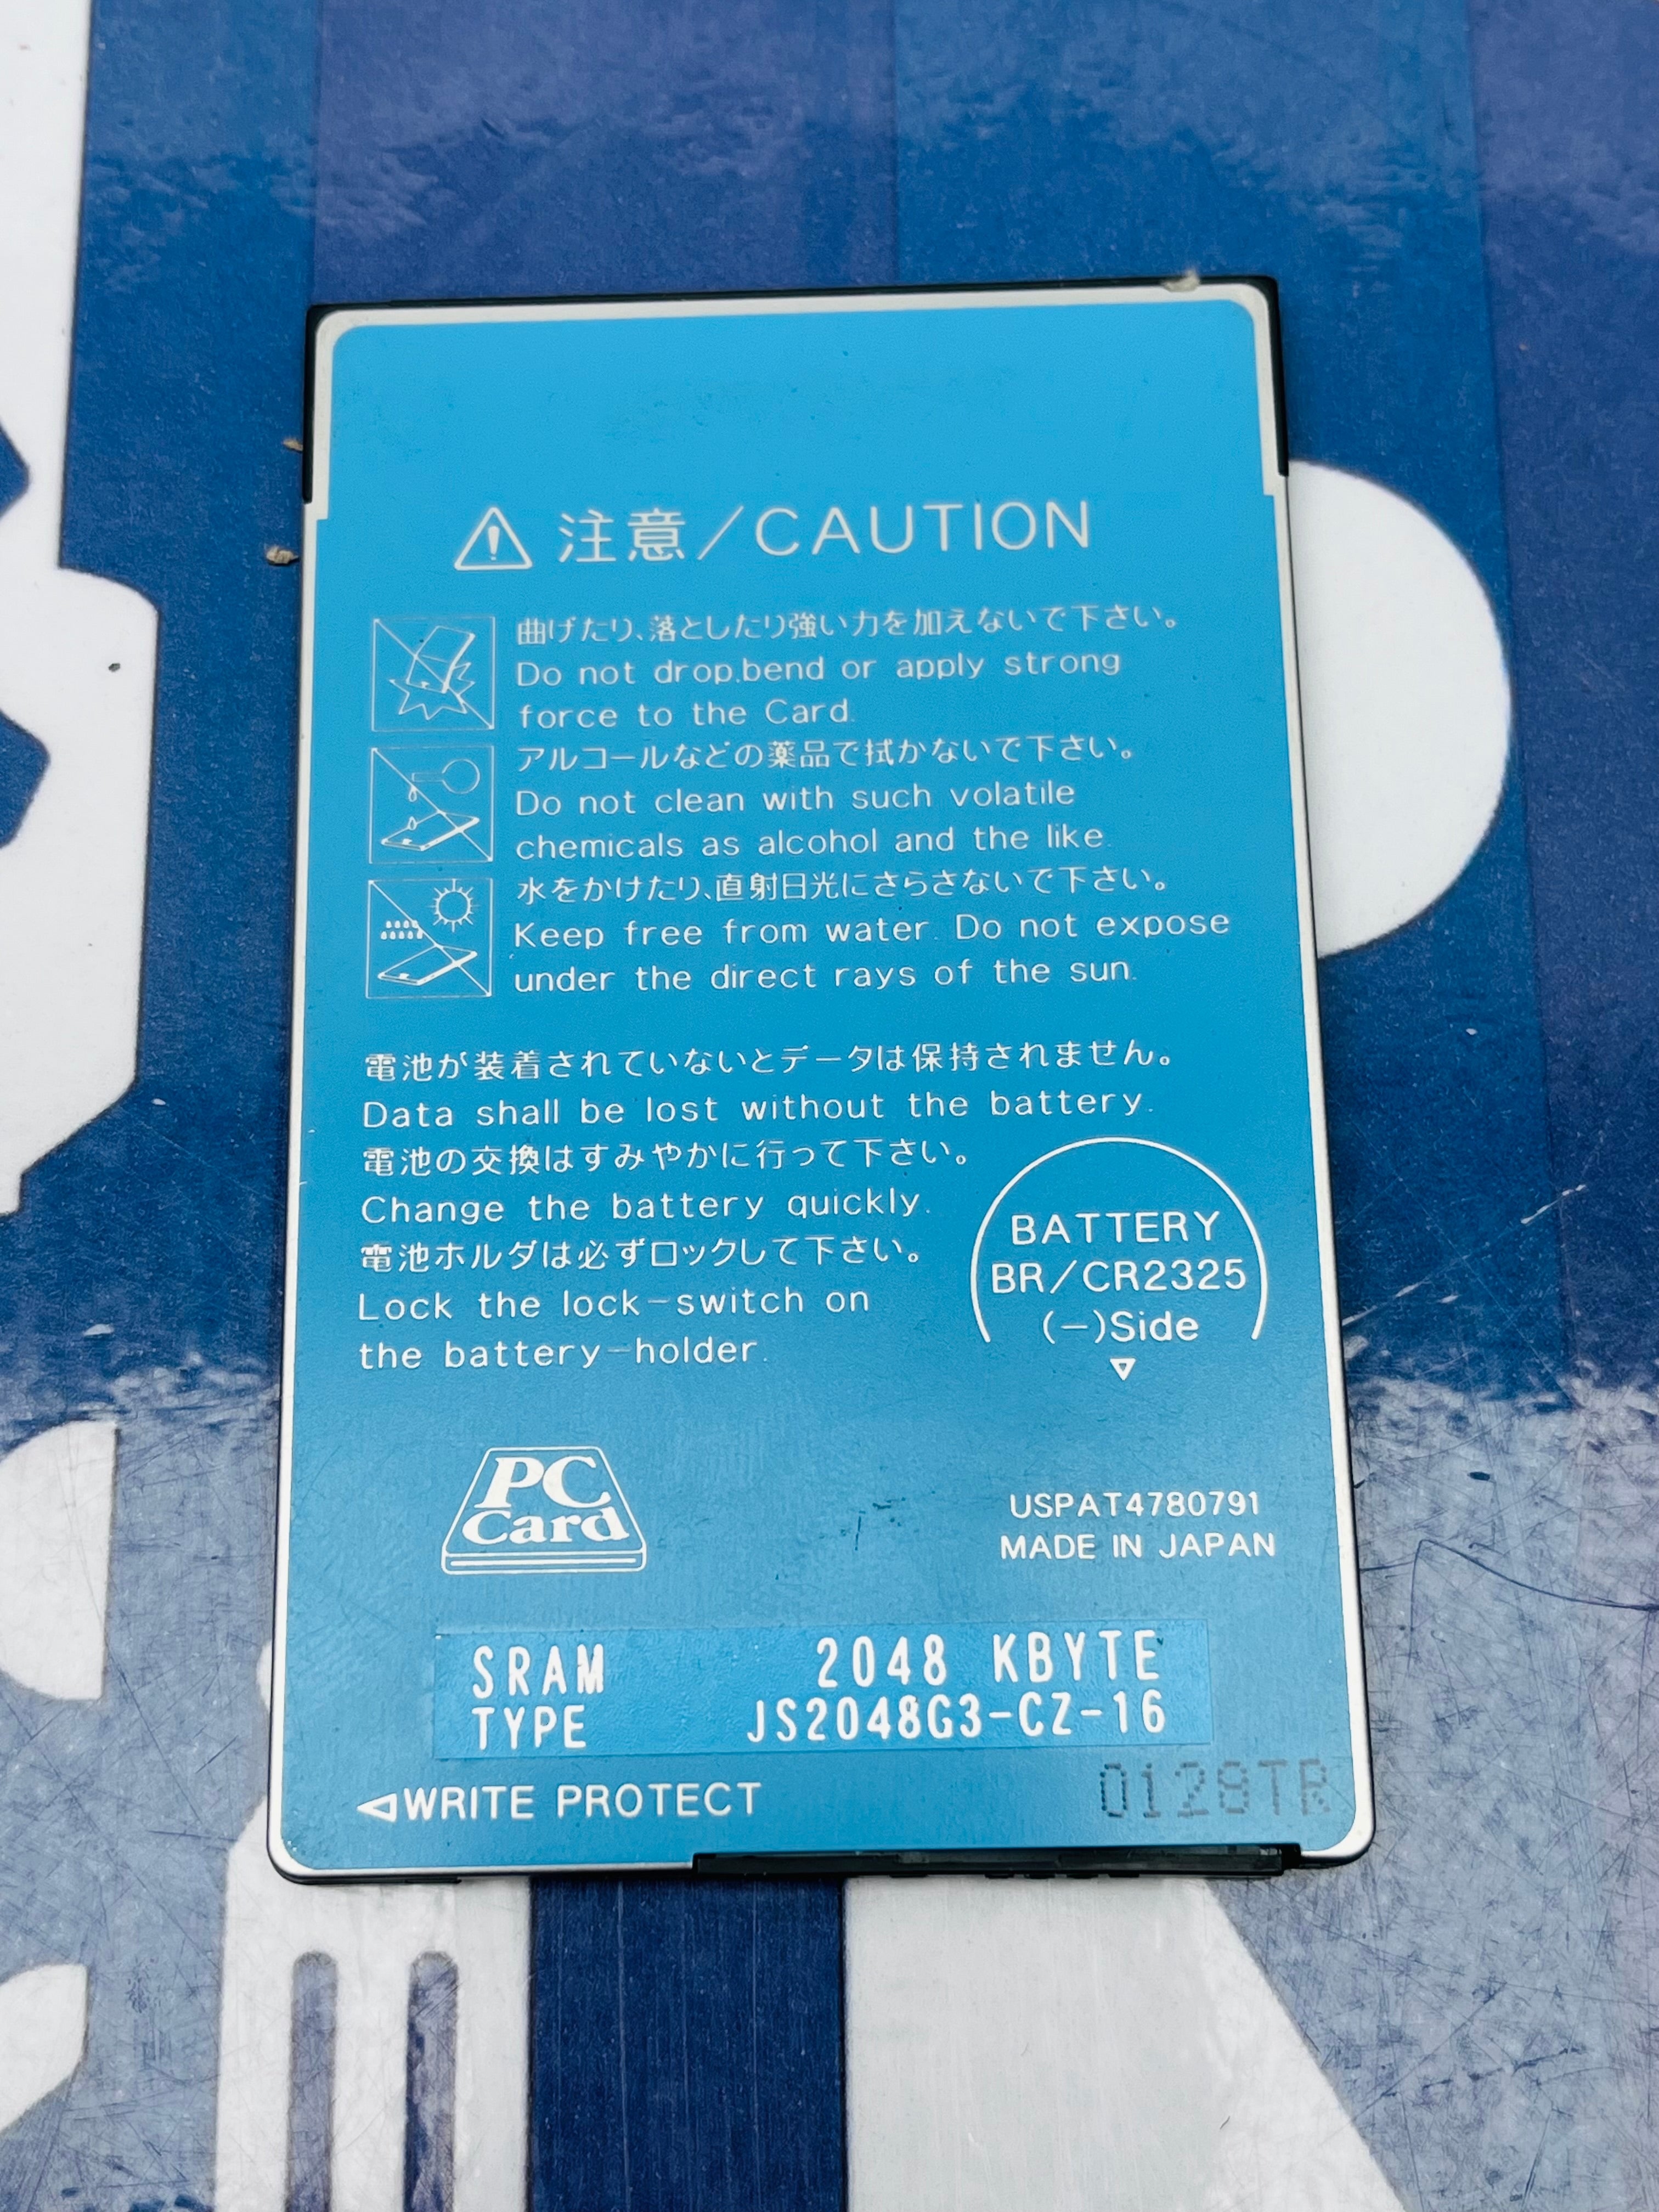 注意/CAUTION
曲げたり、落としたり強い力を加えないで下さい。
Do not drop.bend or apply strong
force to the Card.
アルコールなどの薬品で拭かないで下さい。
Do not clean with such volatile
chemicals as alcohol and the like.
水をかけたり、直射日光にさらさないで下さい。
Keep free from water. Do not expose
under the direct rays of the sun.
電池が装着されていないとデータは保持されません。
Data shall be lost without the battery.
電池の交換はすみやかに行って下さい。
Change the battery quickly.
電池ホルダは必ずロックして下さい。
Lock the lock-switch on
the battery-holder.
BATTERY
BR/CR2325
(-)Side
PC
Card
USPAT4780791
MADE IN JAPAN
SRAM 2048 KBYTE
TYPE JS2048G3-CZ-16
WRITE PROTECT
0128TR